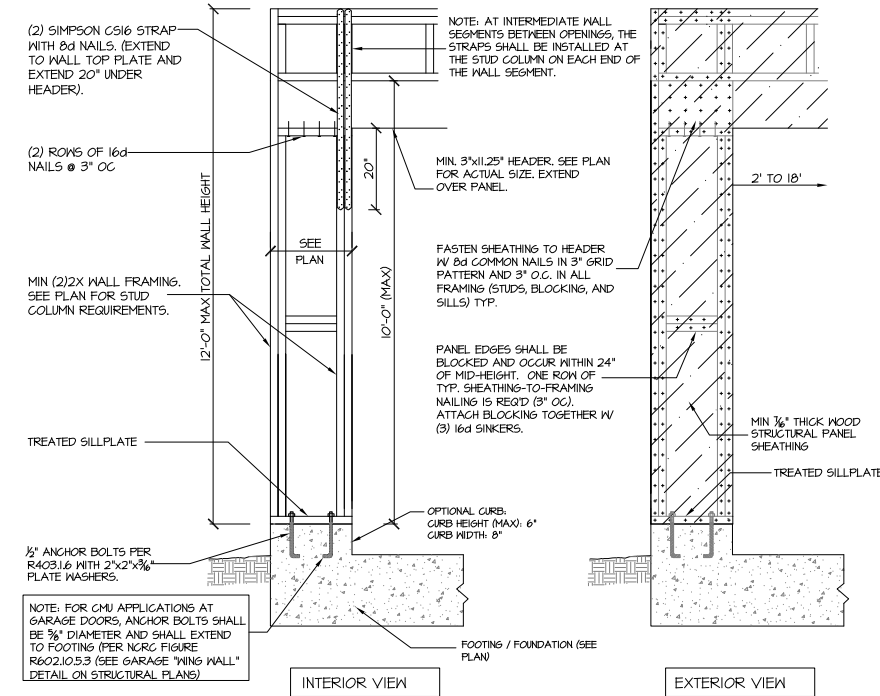 (2) SIMPSON CS16 STRAP
WITH 8d NAILS. (EXTEND
TO WALL TOP PLATE AND
EXTEND 20" UNDER
HEADER).
(2) ROWS OF 16d
NAILS @ 3" OC
12'-0" MAX TOTAL WALL HEIGHT
MIN (2)2X WALL FRAMING.
SEE PLAN FOR STUD
COLUMN REQUIREMENTS.
TREATED SILLPLATE
1/2" ANCHOR BOLTS PER
R403.1.6 WITH 2"x2"x3/16"
PLATE WASHERS.
NOTE: FOR CMU APPLICATIONS AT
GARAGE DOORS, ANCHOR BOLTS SHALL
BE 5/8" DIAMETER AND SHALL EXTEND
TO FOOTING (PER NCRC FIGURE
R602.10.5.3 (SEE GARAGE "WING WALL"
DETAIL ON STRUCTURAL PLANS)
SEE
PLAN
20"
10'-0" (MAX)
NOTE: AT INTERMEDIATE WALL
SEGMENTS BETWEEN OPENINGS, THE
STRAPS SHALL BE INSTALLED AT
THE STUD COLUMN ON EACH END OF
THE WALL SEGMENT.
MIN. 3"x11.25" HEADER. SEE PLAN
FOR ACTUAL SIZE. EXTEND
OVER PANEL.
FASTEN SHEATHING TO HEADER
W/ 8d COMMON NAILS IN 3" GRID
PATTERN AND 3" O.C. IN ALL
FRAMING (STUDS, BLOCKING, AND
SILLS) TYP.
PANEL EDGES SHALL BE
BLOCKED AND OCCUR WITHIN 24"
OF MID-HEIGHT. ONE ROW OF
TYP. SHEATHING-TO-FRAMING
NAILING IS REQ'D (3" OC).
ATTACH BLOCKING TOGETHER W/
(3) 16d SINKERS.
OPTIONAL CURB:
CURB HEIGHT (MAX): 6"
CURB WIDTH: 8"
FOOTING / FOUNDATION (SEE
PLAN)
INTERIOR VIEW
2' TO 18'
MIN 7/16" THICK WOOD
STRUCTURAL PANEL
SHEATHING
TREATED SILLPLATE
EXTERIOR VIEW